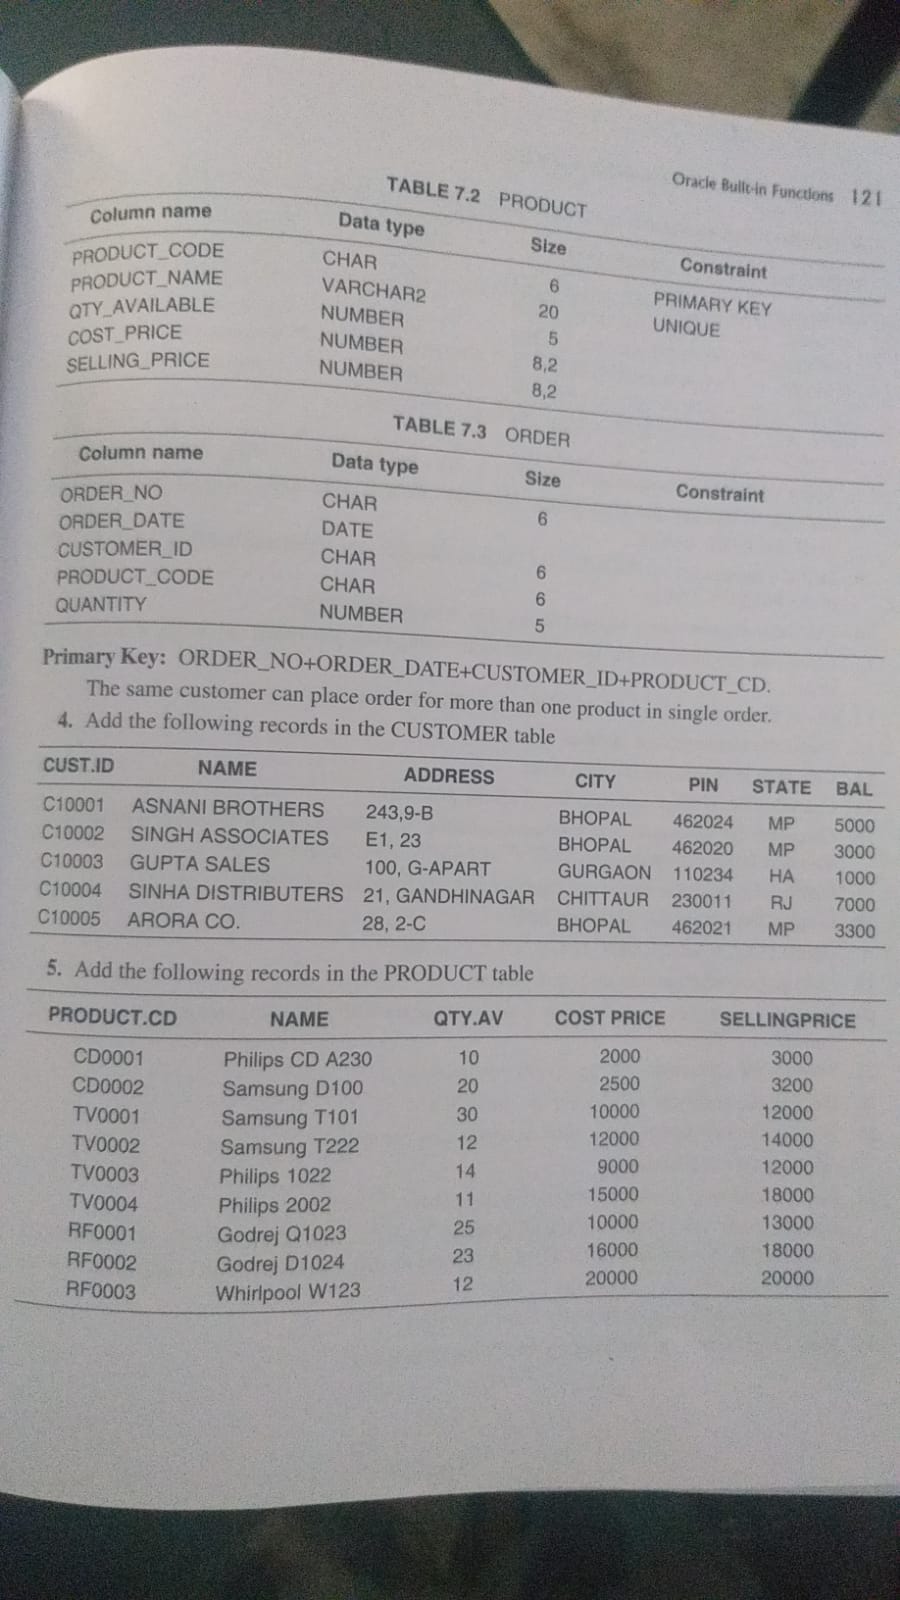 Oracle Built-in Functions 121
TABLE 7.2 PRODUCT
Column name Data type Size Constraint
PRODUCT_CODE CHAR 6 PRIMARY KEY
PRODUCT_NAME VARCHAR2 20 UNIQUE
QTY_AVAILABLE NUMBER 5
COST_PRICE NUMBER 8,2
SELLING_PRICE NUMBER 8,2
TABLE 7.3 ORDER
Column name Data type Size Constraint
ORDER_NO CHAR 6
ORDER_DATE DATE
CUSTOMER_ID CHAR 6
PRODUCT_CODE CHAR 6
QUANTITY NUMBER 5
Primary Key: ORDER_NO+ORDER_DATE+CUSTOMER_ID+PRODUCT_CD.
The same customer can place order for more than one product in single order.
4. Add the following records in the CUSTOMER table
CUST.ID NAME ADDRESS CITY PIN STATE BAL
C10001 ASNANI BROTHERS 243,9-B BHOPAL 462024 MP 5000
C10002 SINGH ASSOCIATES E1, 23 BHOPAL 462020 MP 3000
C10003 GUPTA SALES 100, G-APART GURGAON 110234 HA 1000
C10004 SINHA DISTRIBUTERS 21, GANDHINAGAR CHITTAUR 230011 RJ 7000
C10005 ARORA CO. 28, 2-C BHOPAL 462021 MP 3300
5. Add the following records in the PRODUCT table
PRODUCT.CD NAME QTY.AV COST PRICE SELLINGPRICE
CD0001 Philips CD A230 10 2000 3000
CD0002 Samsung D100 20 2500 3200
TV0001 Samsung T101 30 10000 12000
TV0002 Samsung T222 12 12000 14000
TV0003 Philips 1022 14 9000 12000
TV0004 Philips 2002 11 15000 18000
RF0001 Godrej Q1023 25 10000 13000
RF0002 Godrej D1024 23 16000 18000
RF0003 Whirlpool W123 12 20000 20000